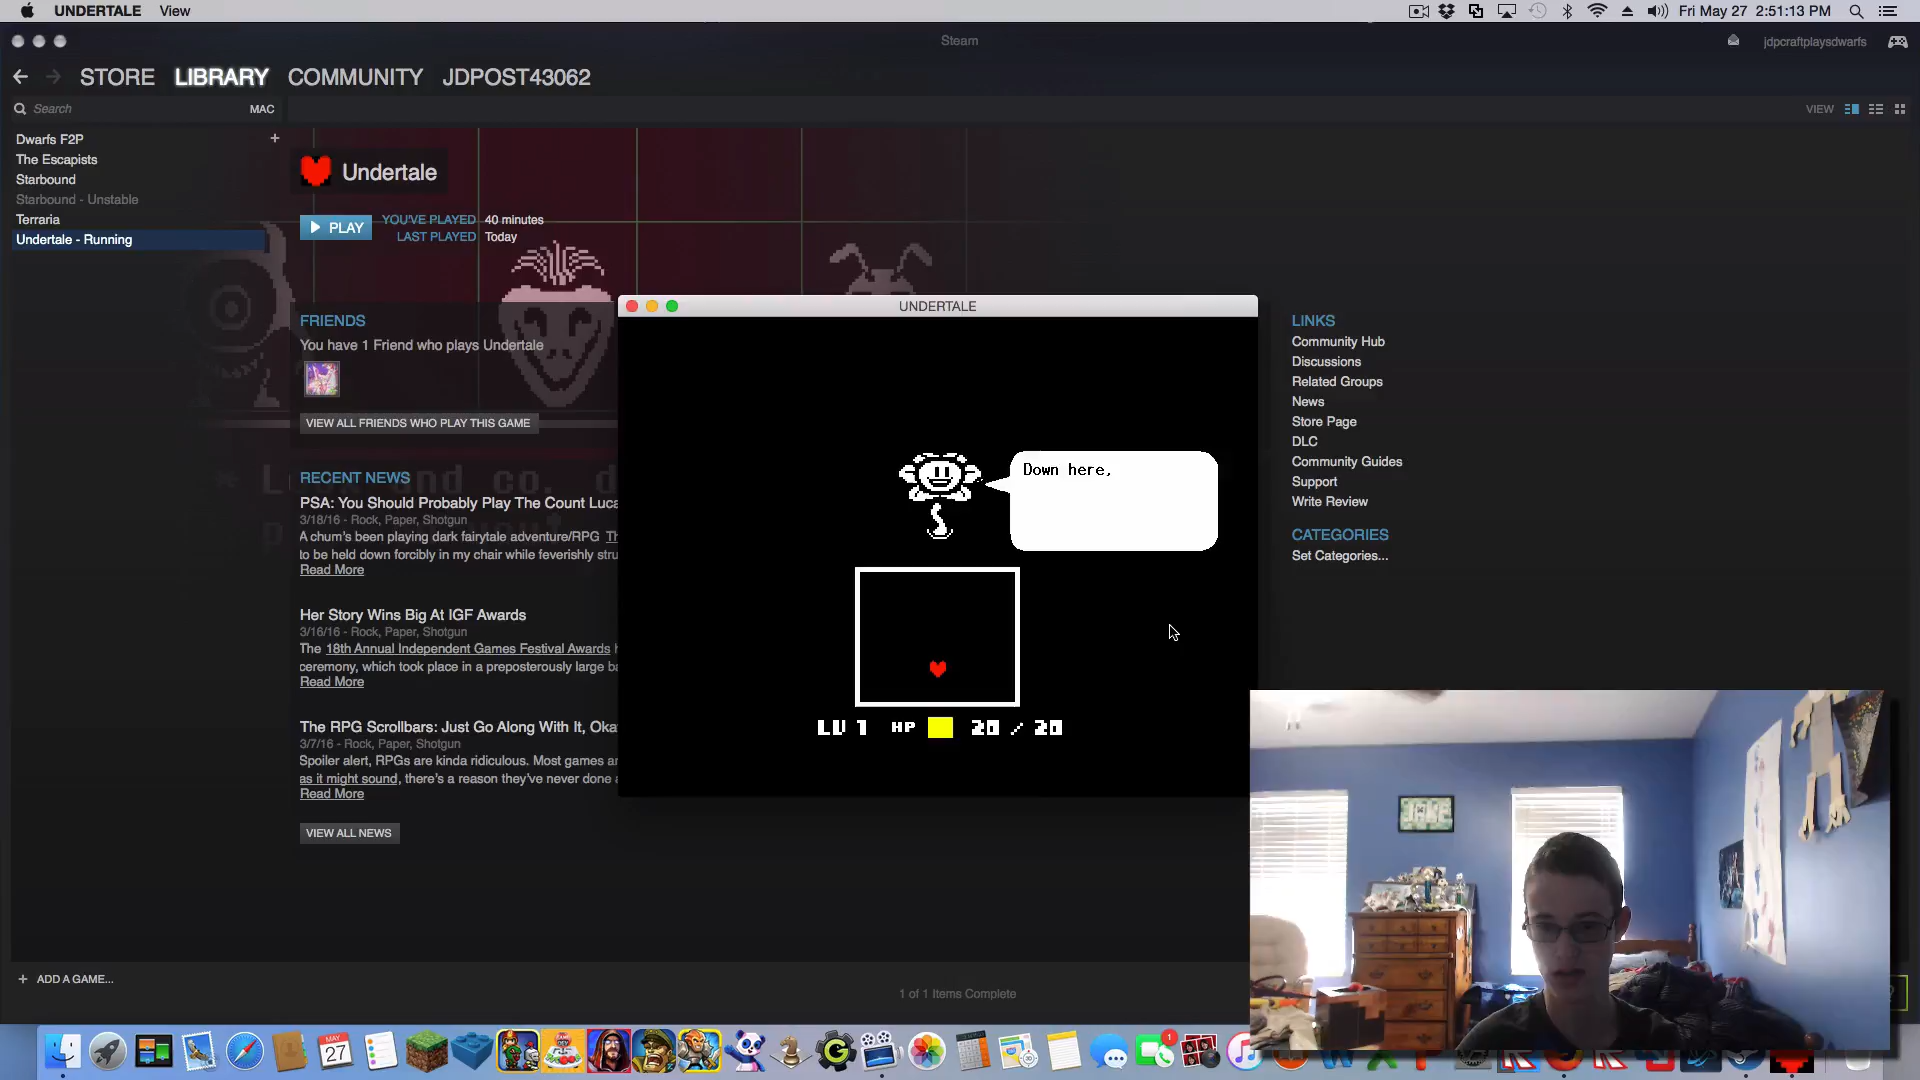 UNDERTALE View
Fri May 27 2:51:13 PM
Steam
jdpcraftplaysdwarfs
STORE LIBRARY COMMUNITY JDPOST43062
Search MAC
VIEW
Dwarfs F2P +
The Escapists
Starbound
Starbound - Unstable
Terraria
Undertale - Running
Undertale
PLAY
YOU'VE PLAYED 40 minutes
LAST PLAYED Today
FRIENDS
You have 1 Friend who plays Undertale
VIEW ALL FRIENDS WHO PLAY THIS GAME
RECENT NEWS
PSA: You Should Probably Play The Count Luca
3/18/16 - Rock, Paper, Shotgun
A chum's been playing dark fairytale adventure/RPG Th
to be held down forcibly in my chair while feverishly stru
Read More
Her Story Wins Big At IGF Awards
3/16/16 - Rock, Paper, Shotgun
The 18th Annual Independent Games Festival Awards h
ceremony, which took place in a preposterously large ba
Read More
The RPG Scrollbars: Just Go Along With It, Oka
3/7/16 - Rock, Paper, Shotgun
Spoiler alert, RPGs are kinda ridiculous. Most games ar
as it might sound, there's a reason they've never done a
Read More
VIEW ALL NEWS
UNDERTALE
Down here,
LV 1 HP 20 / 20
LINKS
Community Hub
Discussions
Related Groups
News
Store Page
DLC
Community Guides
Support
Write Review
CATEGORIES
Set Categories...
JANE
+ ADD A GAME...
1 of 1 Items Complete
MAY
27
1